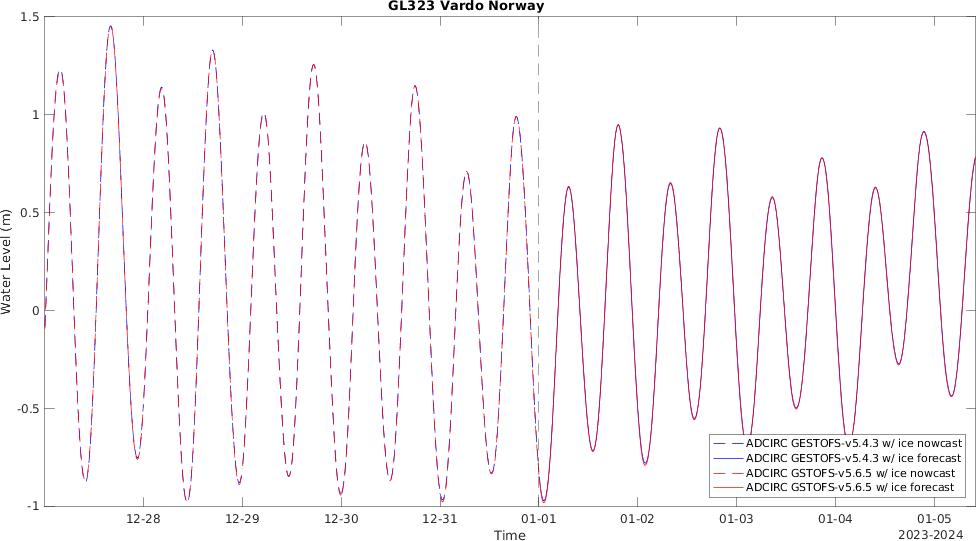 GL323 Vardo Norway
1.5
1
0.5
0
-0.5
-1
Water Level (m)
ADCIRC GESTOFS-v5.4.3 w/ ice nowcast
ADCIRC GESTOFS-v5.4.3 w/ ice forecast
ADCIRC GSTOFS-v5.6.5 w/ ice nowcast
ADCIRC GSTOFS-v5.6.5 w/ ice forecast
12-28 12-29 12-30 12-31 01-01 01-02 01-03 01-04 01-05
Time
2023-2024